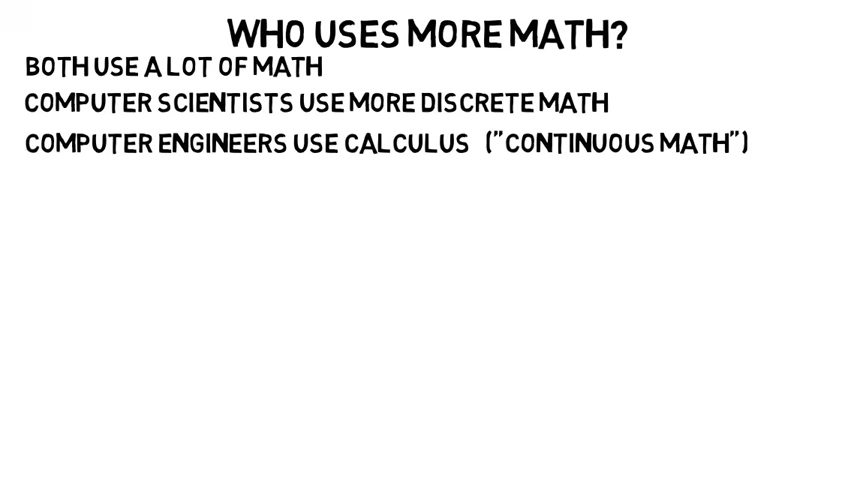 WHO USES MORE MATH?
BOTH USE A LOT OF MATH
COMPUTER SCIENTISTS USE MORE DISCRETE MATH
COMPUTER ENGINEERS USE CALCULUS ("CONTINUOUS MATH")